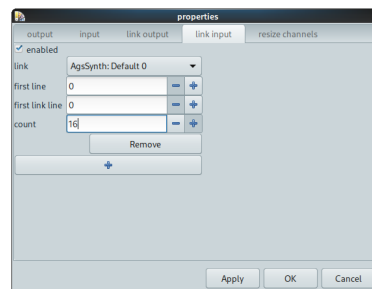 properties
output input link output link input resize channels
enabled
link AgsSynth: Default 0
first line 0
first link line 0
count 16
Remove
Apply OK Cancel